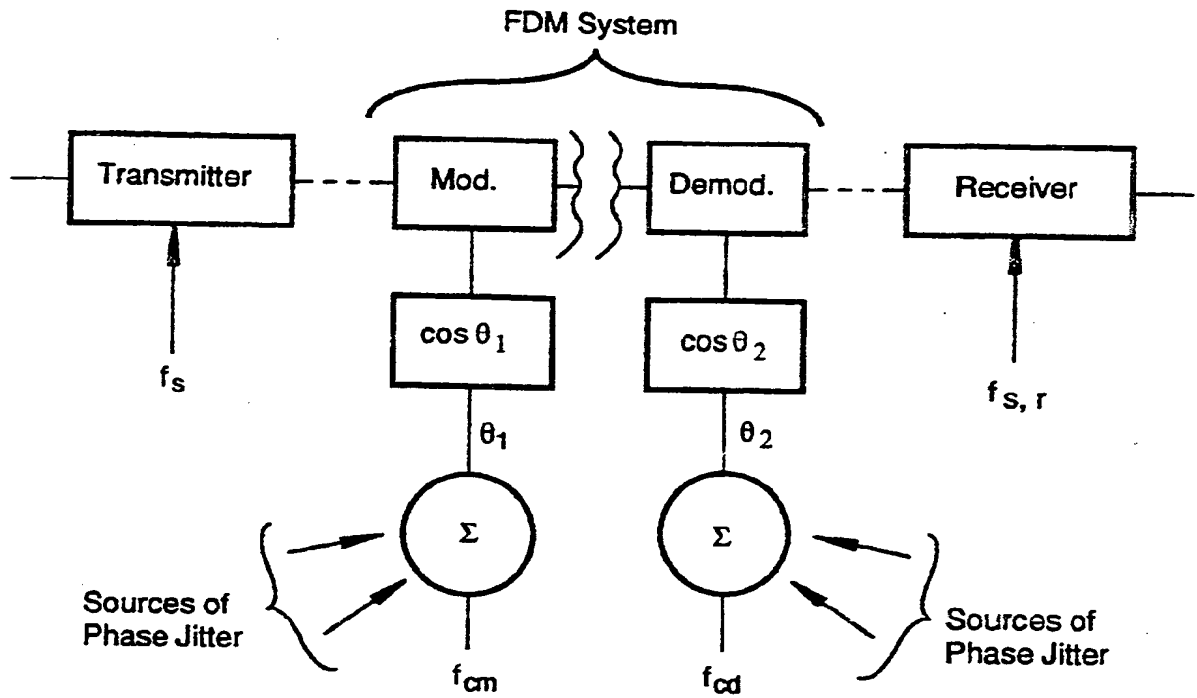 FDM System
Transmitter
Mod.
Demod.
Receiver
cos θ1
cos θ2
fs
fs, r
θ1
θ2
Σ
Σ
Sources of
Phase Jitter
Sources of
Phase Jitter
fcm
fcd